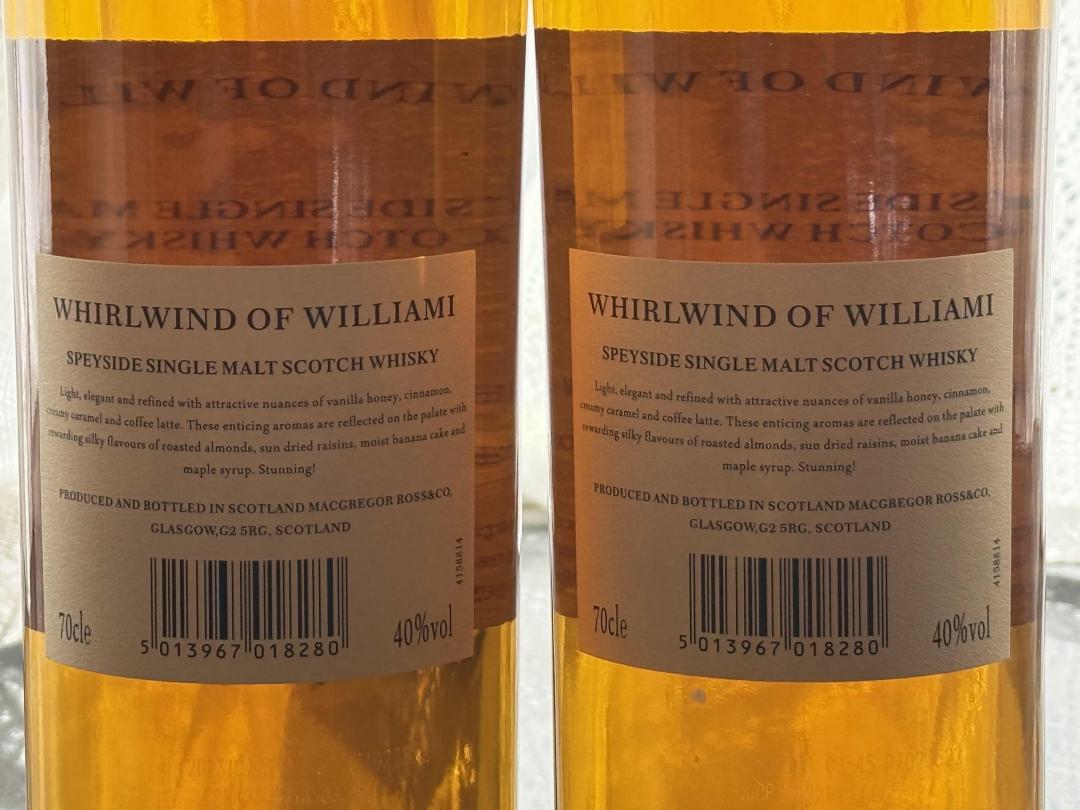 WHIRLWIND OF WILLIAMI
SPEYSIDE SINGLE MALT SCOTCH WHISKY
Light, elegant and refined with attractive nuances of vanilla honey, cinnamon,
creamy caramel and coffee latte. These enticing aromas are reflected on the palate with
rewarding silky flavours of roasted almonds, sun dried raisins, moist banana cake and
maple syrup. Stunning!
PRODUCED AND BOTTLED IN SCOTLAND MACGREGOR ROSS&CO,
GLASGOW,G2 5RG, SCOTLAND
4158814
70cle
5 013967 018280
40%vol
WHIRLWIND OF WILLIAMI
SPEYSIDE SINGLE MALT SCOTCH WHISKY
Light, elegant and refined with attractive nuances of vanilla honey, cinnamon,
creamy caramel and coffee latte. These enticing aromas are reflected on the palate with
rewarding silky flavours of roasted almonds, sun dried raisins, moist banana cake and
maple syrup. Stunning!
PRODUCED AND BOTTLED IN SCOTLAND MACGREGOR ROSS&CO,
GLASGOW,G2 5RG, SCOTLAND
4158814
70cle
5 013967 018280
40%vol